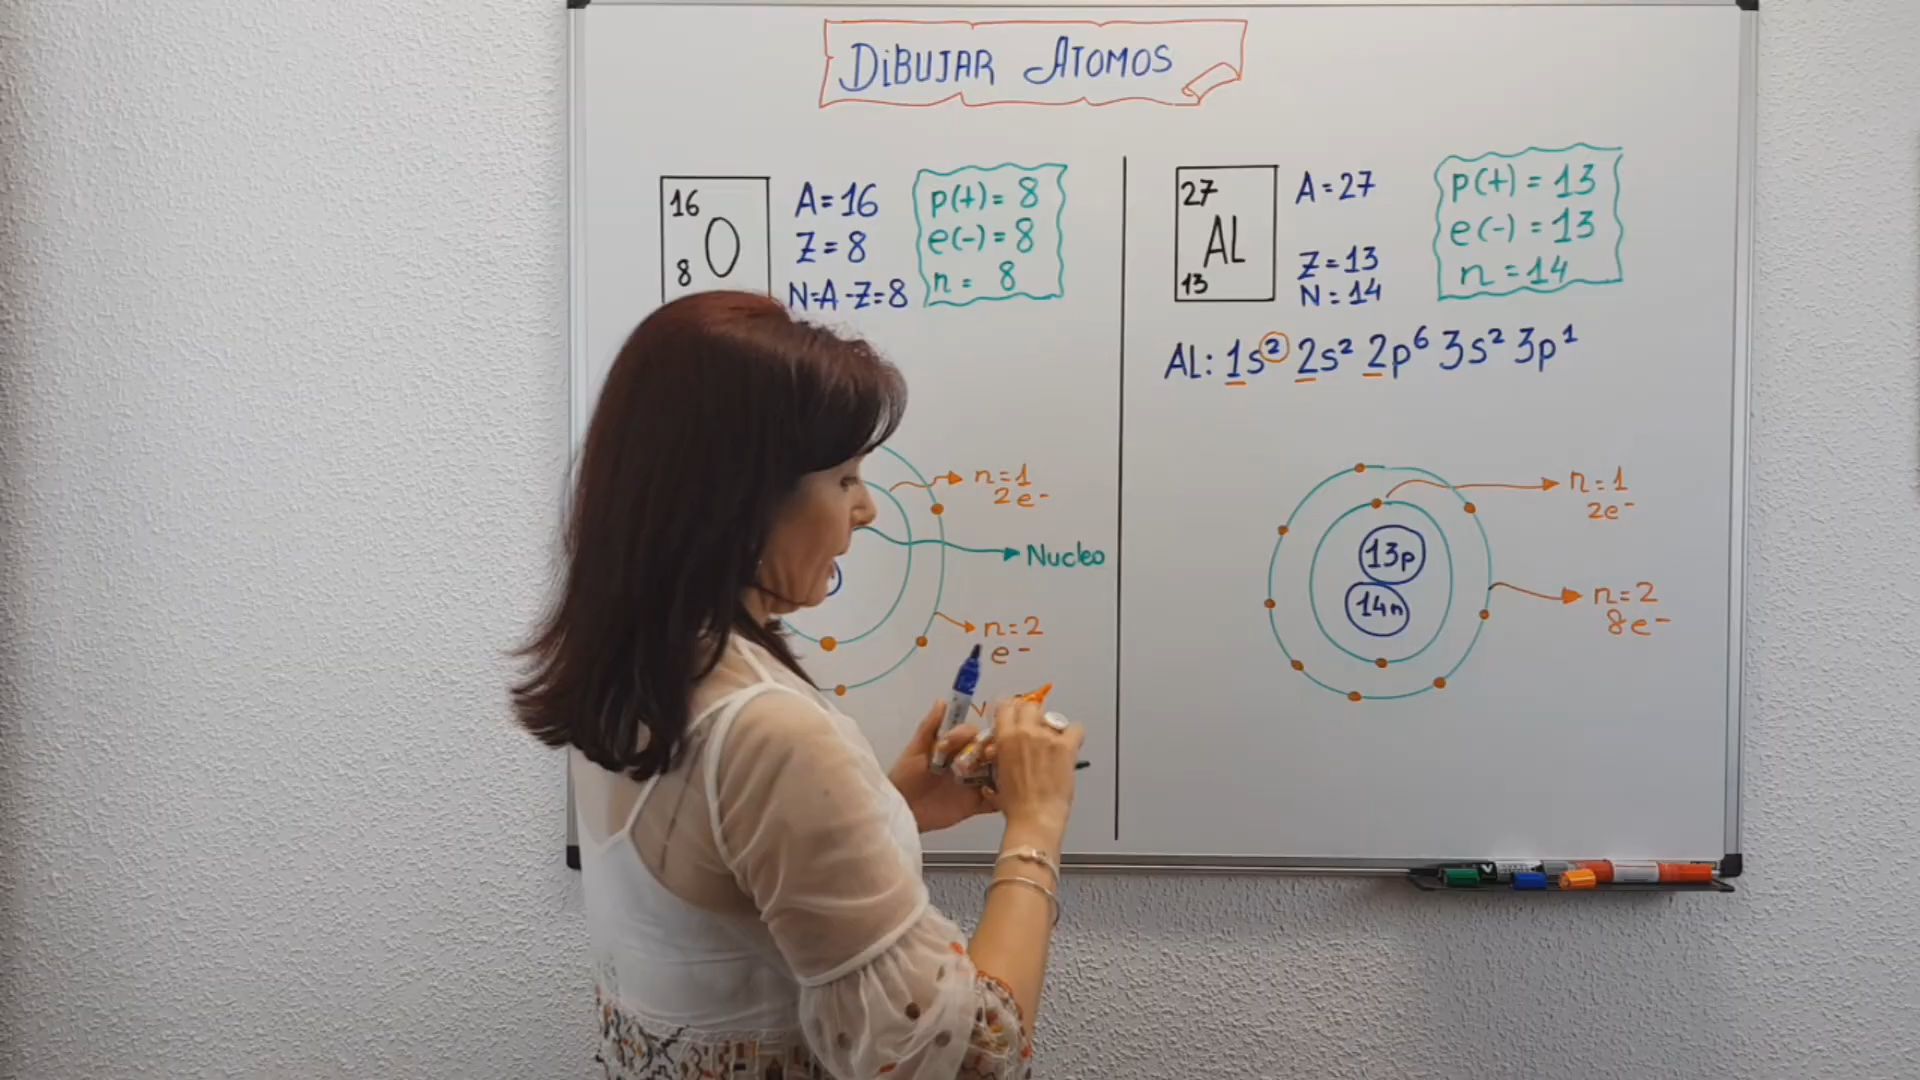 DIBUJAR ATOMOS
16
8 O
A=16
Z=8
N=A-Z=8
p(+)=8
e(-)=8
n= 8
n=1
2e-
Nucleo
n=2
e-
27
13 AL
A=27
Z=13
N=14
p(+)=13
e(-)=13
n=14
AL: 1s² 2s² 2p⁶ 3s² 3p¹
13p
14n
n=1
2e-
n=2
8e-